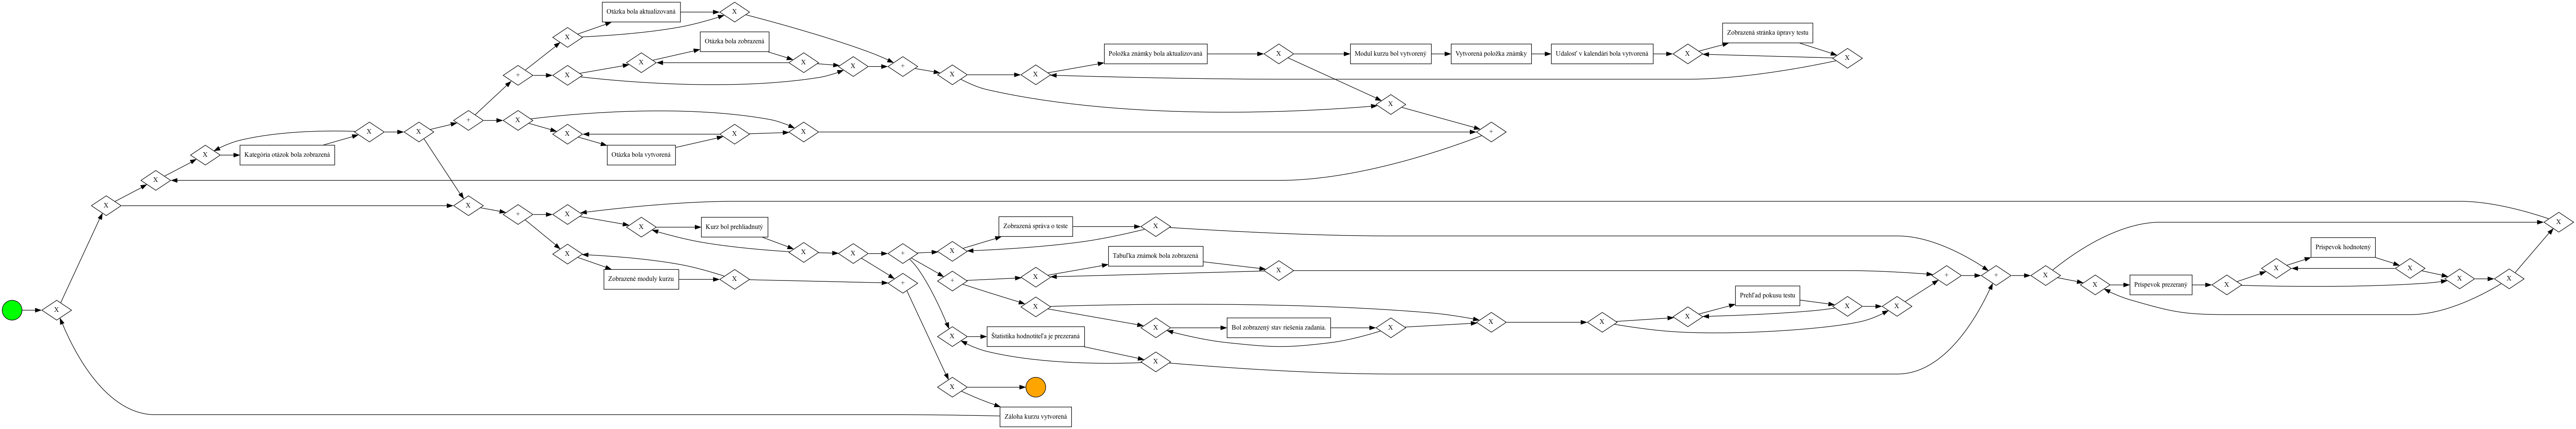 Otázka bola aktualizovaná
X
X
Otázka bola zobrazená
X
X
X
X
+
X
+
X
Položka známky bola aktualizovaná
X
Modul kurzu bol vytvorený
Vytvorená položka známky
Udalosť v kalendári bola vytvorená
X
Zobrazená stránka úpravy testu
X
X
+
+
X
X
Otázka bola vytvorená
X
X
X
X
Kategória otázok bola zobrazená
X
X
X
X
X
+
X
X
Kurz bol prehliadnutý
X
X
+
+
X
Zobrazené moduly kurzu
X
X
Zobrazená správa o teste
X
+
X
Tabuľka známok bola zobrazená
X
+
+
X
X
Bol zobrazený stav riešenia zadania.
X
X
X
X
Prehľad pokusu testu
X
X
X
Štatistika hodnotiteľa je prezeraná
X
X
X
Príspevok prezeraný
X
X
Príspevok hodnotený
X
X
X
X
X
X
Záloha kurzu vytvorená